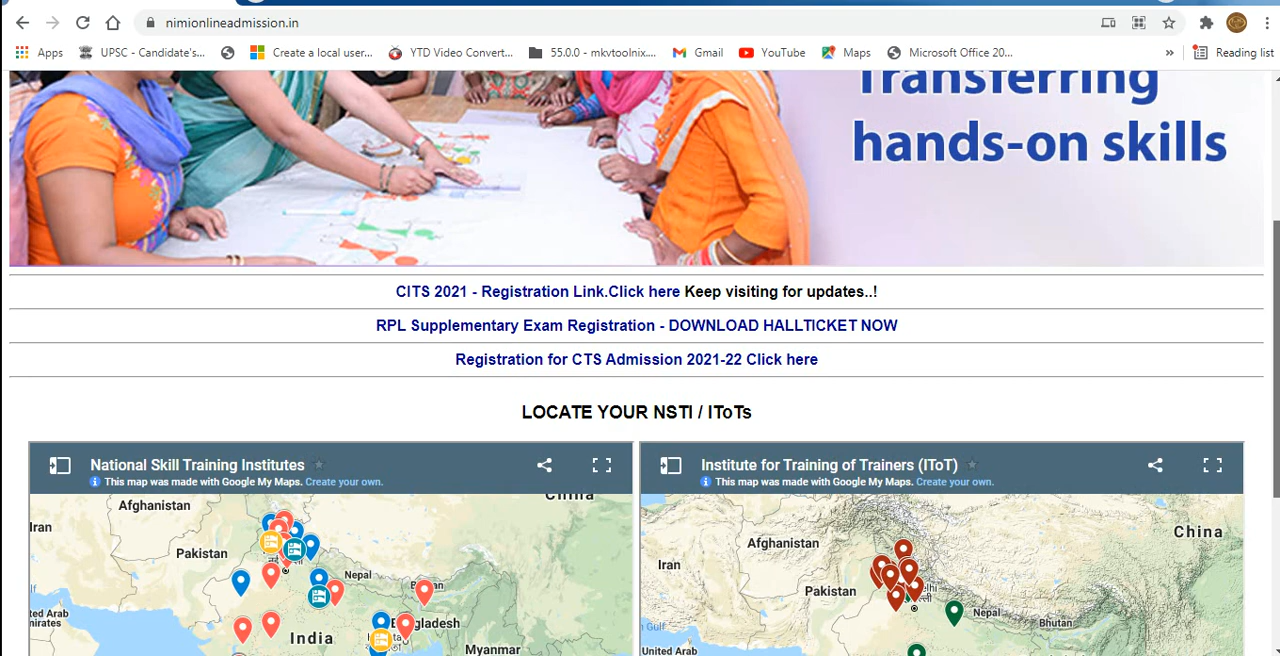 nimionlineadmission.in
Apps UPSC - Candidate's... Create a local user... YTD Video Convert... 55.0.0 - mkvtoolnix.... Gmail YouTube Maps Microsoft Office 20... » Reading list
Transferring
hands-on skills
CITS 2021 - Registration Link.Click here Keep visiting for updates..!
RPL Supplementary Exam Registration - DOWNLOAD HALLTICKET NOW
Registration for CTS Admission 2021-22 Click here
LOCATE YOUR NSTI / IToTs
National Skill Training Institutes
This map was made with Google My Maps. Create your own.
China
Afghanistan
Iran
Pakistan
Nepal
India
Myanmar
Institute for Training of Trainers (IToT)
This map was made with Google My Maps. Create your own.
China
Afghanistan
Iran
Pakistan
Nepal
Bhutan
Gulf
United Arab